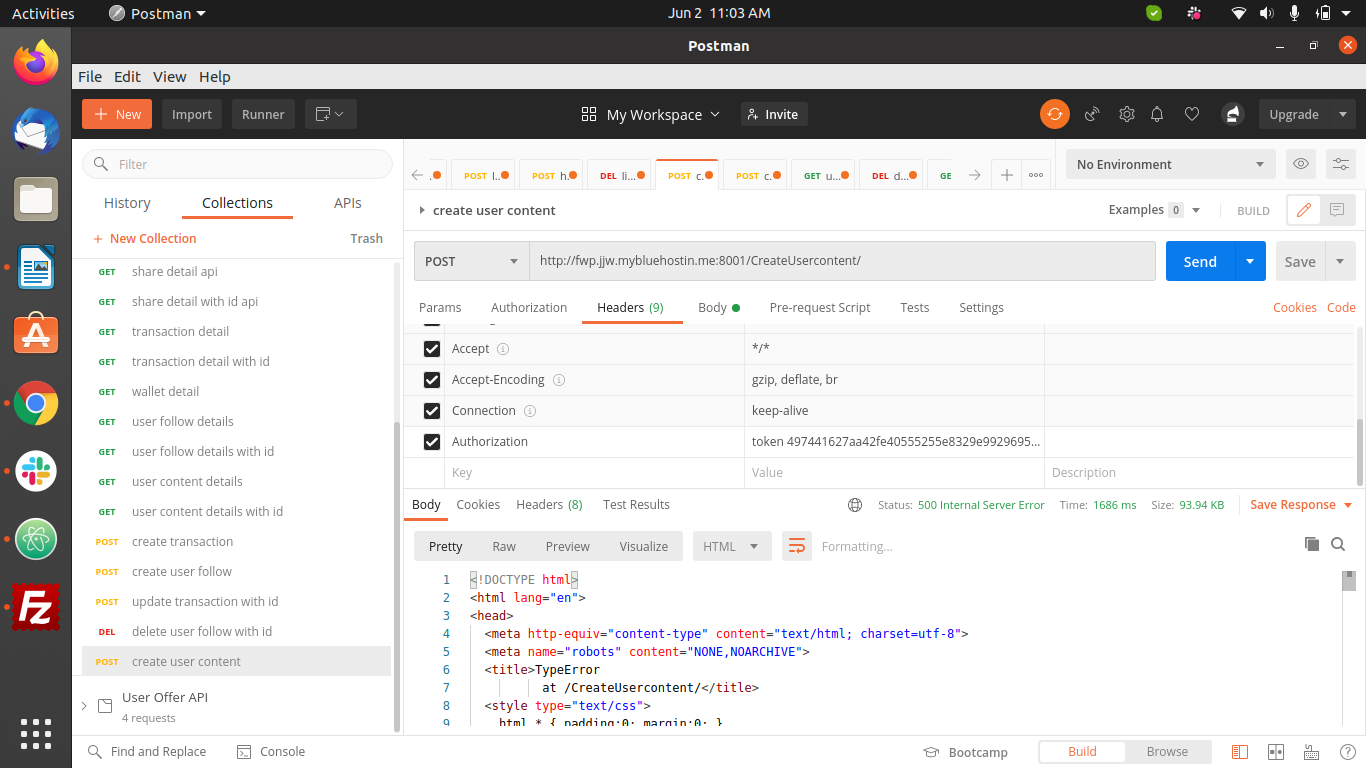 Activities
Postman
Jun 2 11:03 AM
Postman
File Edit View Help
New
Import
Runner
My Workspace
Invite
Upgrade
Filter
History
Collections
APIs
New Collection
Trash
GET share detail api
GET share detail with id api
GET transaction detail
GET transaction detail with id
GET wallet detail
GET user follow details
GET user follow details with id
GET user content details
GET user content details with id
POST create transaction
POST create user follow
POST update transaction with id
DEL delete user follow with id
POST create user content
User Offer API
4 requests
POST l...
POST h.
DEL li...
POST c.
POST c.
GET u...
DEL d...
GE
No Environment
create user content
Examples 0
BUILD
POST
http://fwp.jjw.mybluehostin.me:8001/CreateUsercontent/
Send
Save
Params
Authorization
Headers (9)
Body
Pre-request Script
Tests
Settings
Cookies
Code
Accept */*
Accept-Encoding gzip, deflate, br
Connection keep-alive
Authorization token 497441627aa42fe40555255e8329e9929695...
Key Value Description
Body
Cookies
Headers (8)
Test Results
Status: 500 Internal Server Error
Time: 1686 ms
Size: 93.94 KB
Save Response
Pretty
Raw
Preview
Visualize
HTML
Formatting...
1 <!DOCTYPE html>
2 <html lang="en">
3 <head>
4 <meta http-equiv="content-type" content="text/html; charset=utf-8">
5 <meta name="robots" content="NONE,NOARCHIVE">
6 <title>TypeError
7 at /CreateUsercontent/</title>
8 <style type="text/css">
9 html * { padding:0; margin:0; }
Find and Replace
Console
Bootcamp
Build
Browse